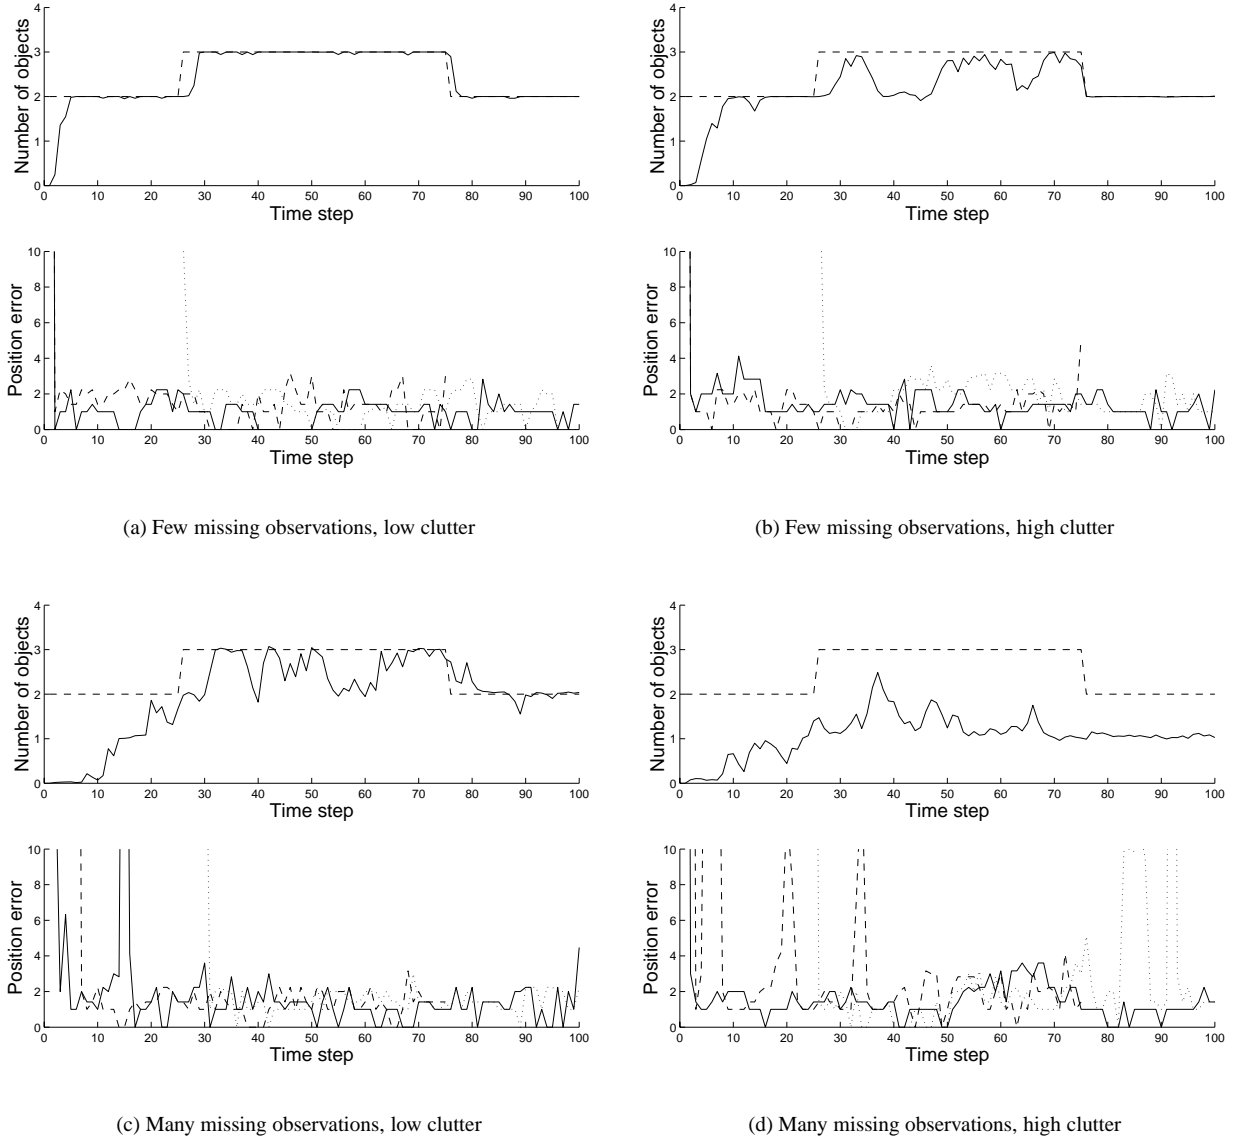 4
3
2
1
0
Number of objects
0 10 20 30 40 50 60 70 80 90 100
Time step
10
8
6
4
2
0
Position error
0 10 20 30 40 50 60 70 80 90 100
Time step
(a) Few missing observations, low clutter
4
3
2
1
0
Number of objects
0 10 20 30 40 50 60 70 80 90 100
Time step
10
8
6
4
2
0
Position error
0 10 20 30 40 50 60 70 80 90 100
Time step
(b) Few missing observations, high clutter
4
3
2
1
0
Number of objects
0 10 20 30 40 50 60 70 80 90 100
Time step
10
8
6
4
2
0
Position error
0 10 20 30 40 50 60 70 80 90 100
Time step
(c) Many missing observations, low clutter
4
3
2
1
0
Number of objects
0 10 20 30 40 50 60 70 80 90 100
Time step
10
8
6
4
2
0
Position error
0 10 20 30 40 50 60 70 80 90 100
Time step
(d) Many missing observations, high clutter